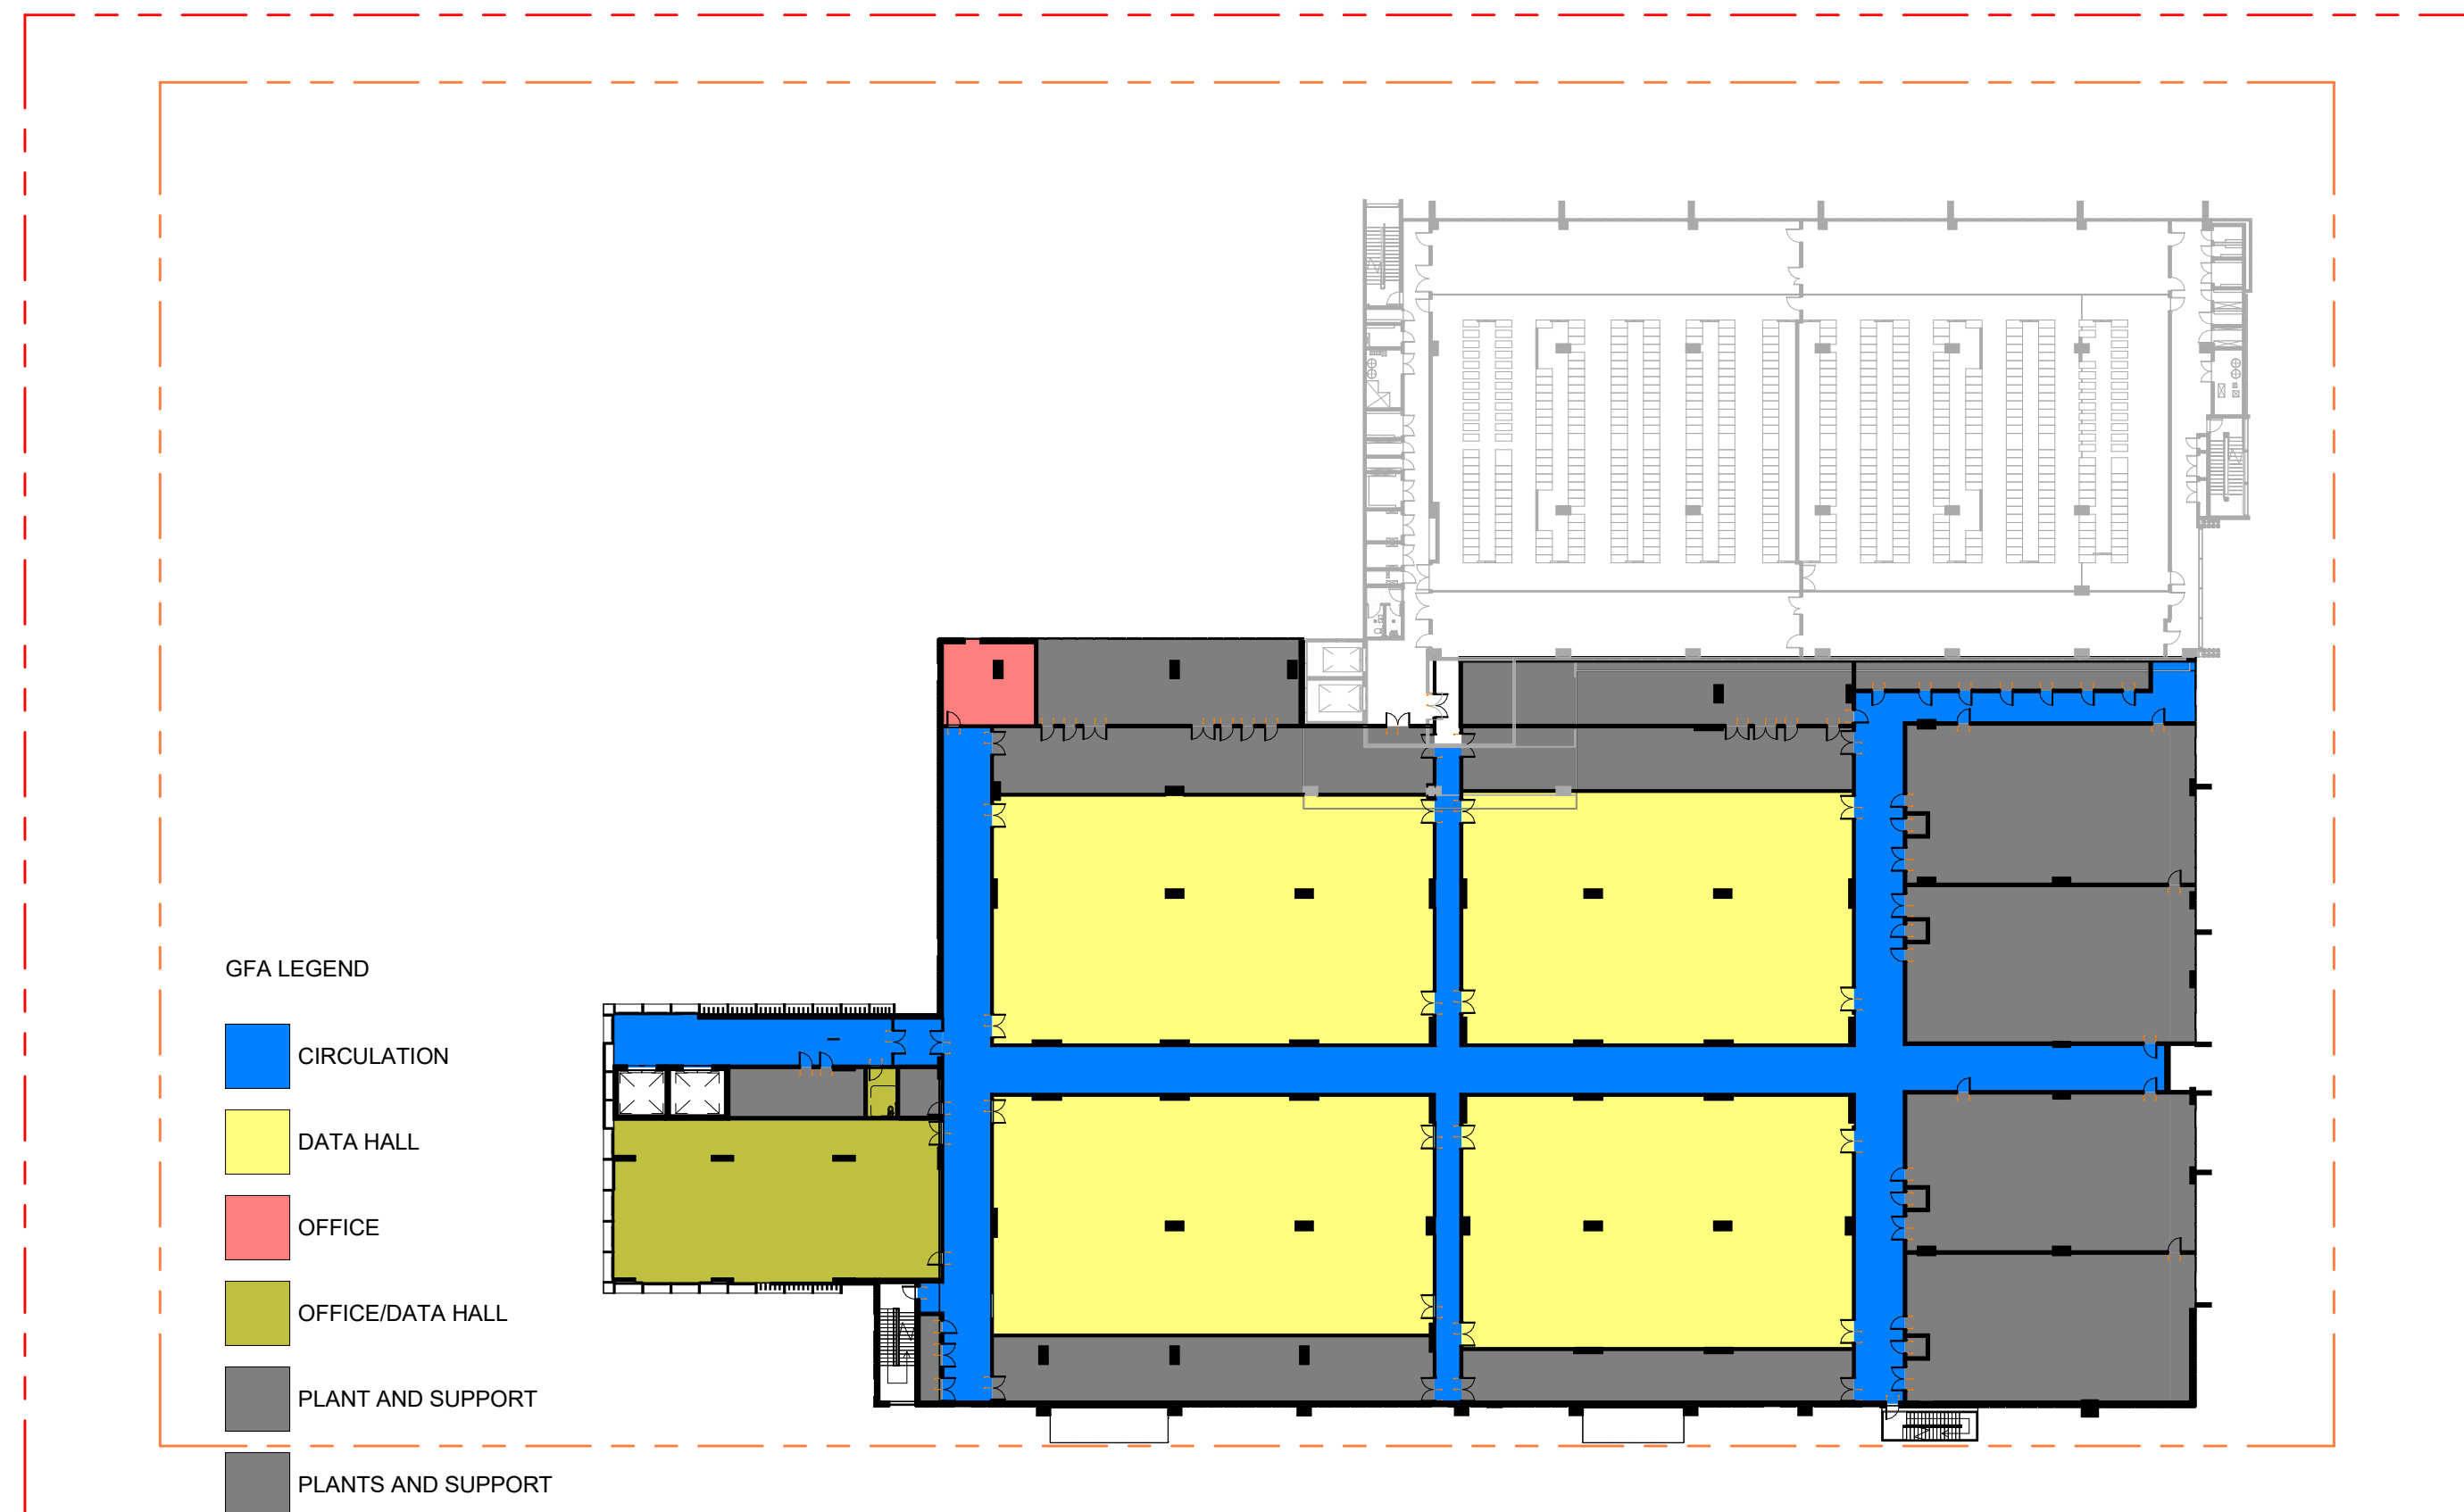 GFA LEGEND
CIRCULATION
DATA HALL
OFFICE
OFFICE/DATA HALL
PLANT AND SUPPORT
PLANTS AND SUPPORT